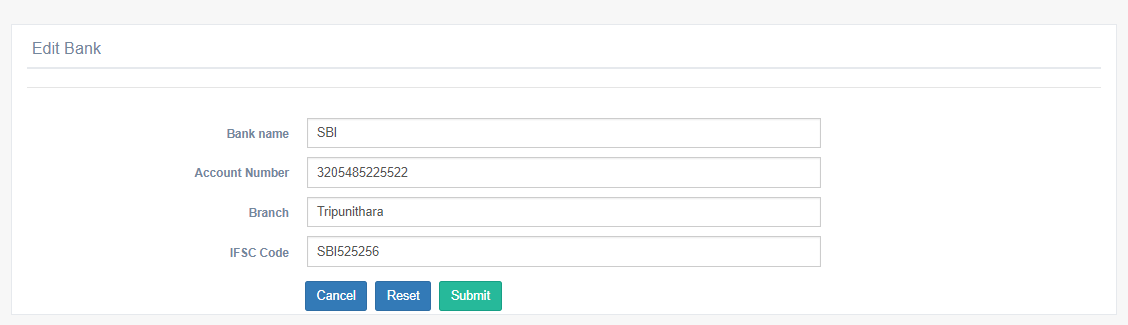 Edit Bank
Bank name SBI
Account Number 3205485225522
Branch Tripunithara
IFSC Code SBI525256
Cancel Reset Submit